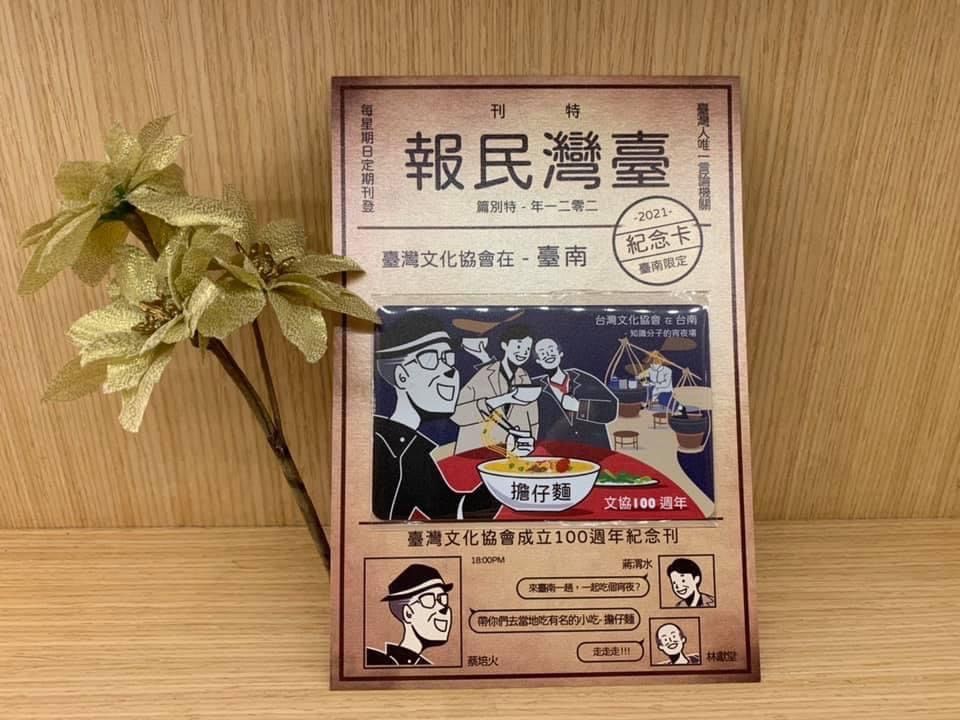 特刊
臺灣人唯一言論機關
臺灣民報
每星期日定期刊登
二零二一年 - 特別篇
-2021-
紀念卡
臺南限定
臺灣文化協會在 - 臺南
台灣文化協會 在 台南
- 知識分子的宵夜場
擔仔麵
文協100 週年
臺灣文化協會成立100週年紀念刊
18:00PM
蔣渭水
來臺南一趟，一起吃個宵夜？
帶你們去當地吃有名的小吃- 擔仔麵
走走走!!!
蔡培火
林獻堂